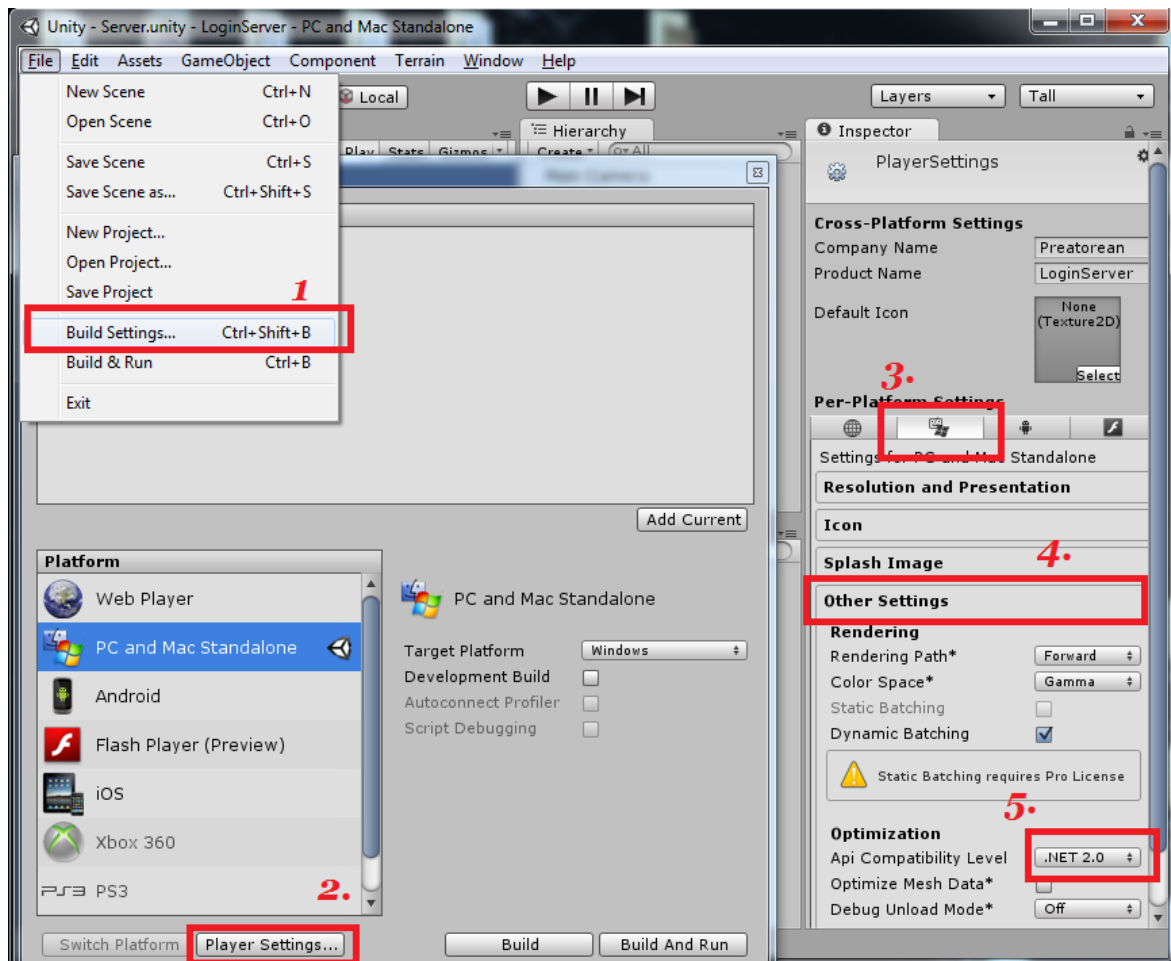 Unity - Server.unity - LoginServer - PC and Mac Standalone
File Edit Assets GameObject Component Terrain Window Help
New Scene Ctrl+N
Open Scene Ctrl+O
Save Scene Ctrl+S
Save Scene as... Ctrl+Shift+S
New Project...
Open Project...
Save Project
1
Build Settings... Ctrl+Shift+B
Build & Run Ctrl+B
Exit
Local
Layers
Tall
Play Stats Gizmos
Hierarchy
Create All
Main Camera
Add Current
Platform
Web Player
PC and Mac Standalone
Android
Flash Player (Preview)
iOS
Xbox 360
PS3
2.
Switch Platform
Player Settings...
PC and Mac Standalone
Target Platform Windows
Development Build
Autoconnect Profiler
Script Debugging
Build
Build And Run
Inspector
PlayerSettings
Cross-Platform Settings
Company Name Preatorean
Product Name LoginServer
Default Icon
None
(Texture2D)
Select
3.
Per-Platform Settings
Settings for PC and Mac Standalone
Resolution and Presentation
Icon
Splash Image
4.
Other Settings
Rendering
Rendering Path* Forward
Color Space* Gamma
Static Batching
Dynamic Batching
Static Batching requires Pro License
5.
Optimization
Api Compatibility Level .NET 2.0
Optimize Mesh Data*
Debug Unload Mode* Off